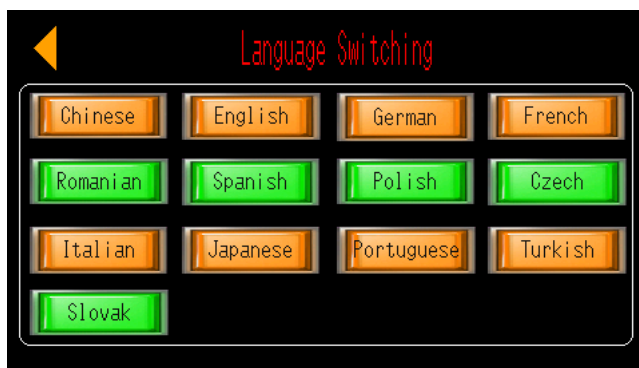 Language Switching
Chinese English German French
Romanian Spanish Polish Czech
Italian Japanese Portuguese Turkish
Slovak